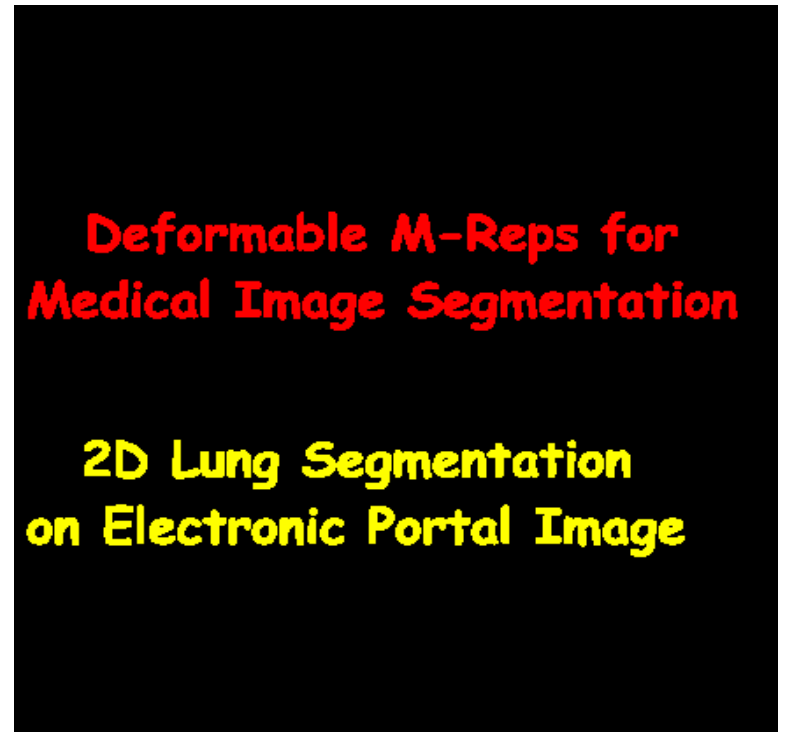 Deformable M-Reps for
Medical Image Segmentation
2D Lung Segmentation
on Electronic Portal Image